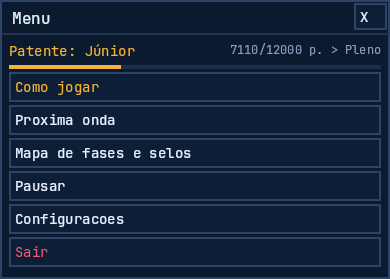 Menu
X
Patente: Júnior
7110/12000 p. > Pleno
Como jogar
Proxima onda
Mapa de fases e selos
Pausar
Configuracoes
Sair